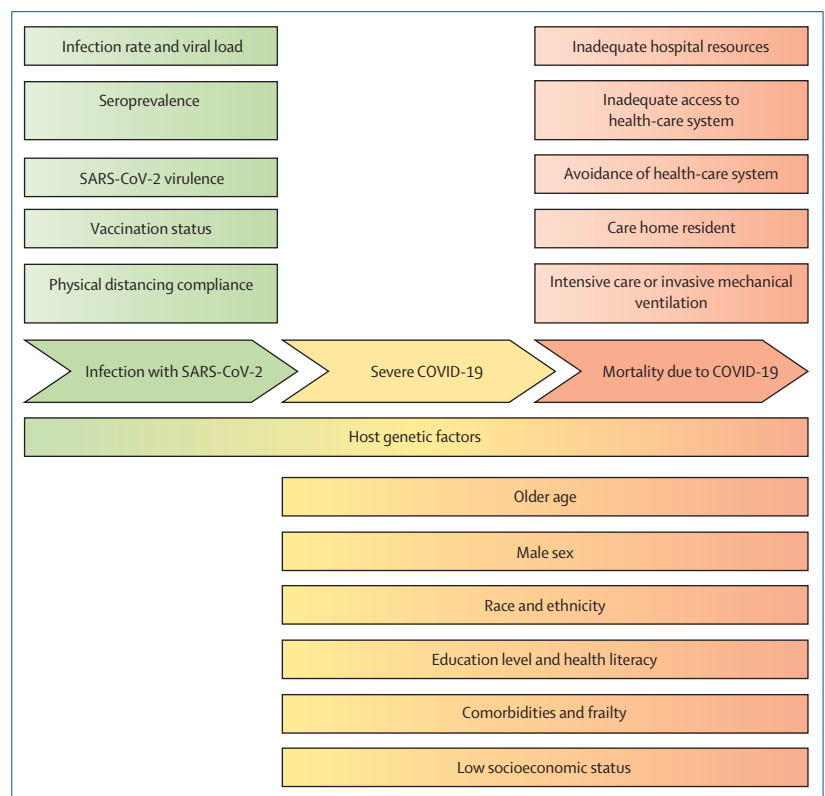 Infection rate and viral load
Seroprevalence
SARS-CoV-2 virulence
Vaccination status
Physical distancing compliance
Inadequate hospital resources
Inadequate access to
health-care system
Avoidance of health-care system
Care home resident
Intensive care or invasive mechanical
ventilation
Infection with SARS-CoV-2
Severe COVID-19
Mortality due to COVID-19
Host genetic factors
Older age
Male sex
Race and ethnicity
Education level and health literacy
Comorbidities and frailty
Low socioeconomic status